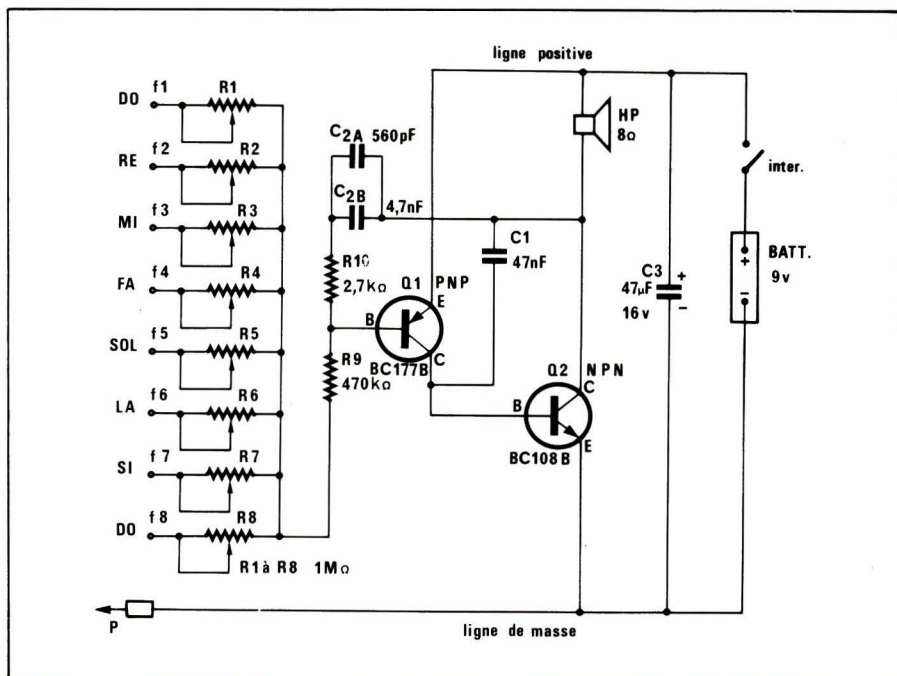 ligne positive
DO f1 R1
RE f2 R2
MI f3 R3
FA f4 R4
SOL f5 R5
LA f6 R6
SI f7 R7
DO f8 R8
R1 à R8 1MΩ
P
C2A 560pF
C2B 4,7nF
R10
2,7kΩ
R9
470kΩ
Q1 PNP
E
B
C
BC177B
C1
47nF
Q2 NPN
C
B
E
BC108B
HP
8Ω
C3 +
47µF
16v –
inter.
+
–
BATT.
9v
ligne de masse